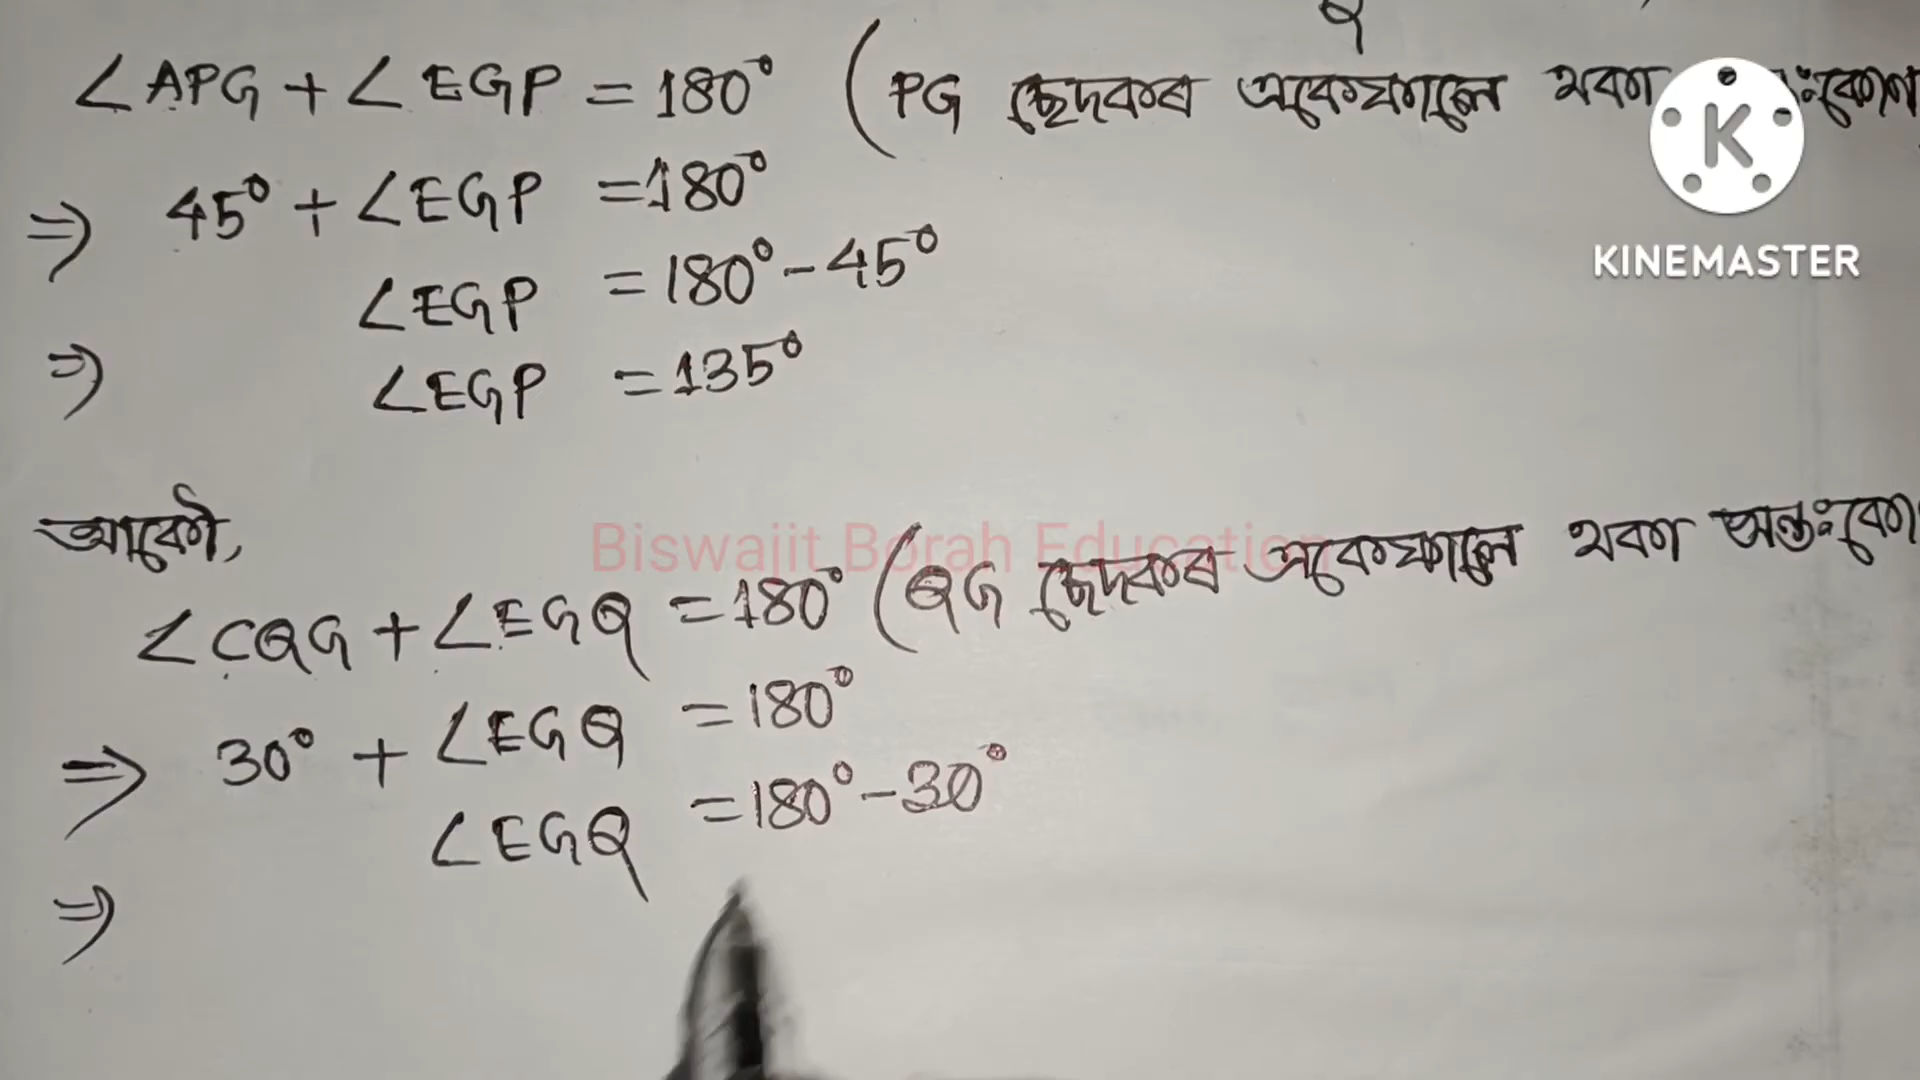 ∠APG + ∠EGP = 180° (PG ছেদকৰ একেফালে থকা
⇒ 45° + ∠EGP = 180°
∠EGP = 180° - 45°
⇒ ∠EGP = 135°
আকৌ,
∠CQG + ∠EGQ = 180° (QG ছেদকৰ একেফালে থকা অন্তঃকো
⇒ 30° + ∠EGQ = 180°
∠EGQ = 180° - 30°
⇒
K
KINEMASTER
Biswajit Borah Education